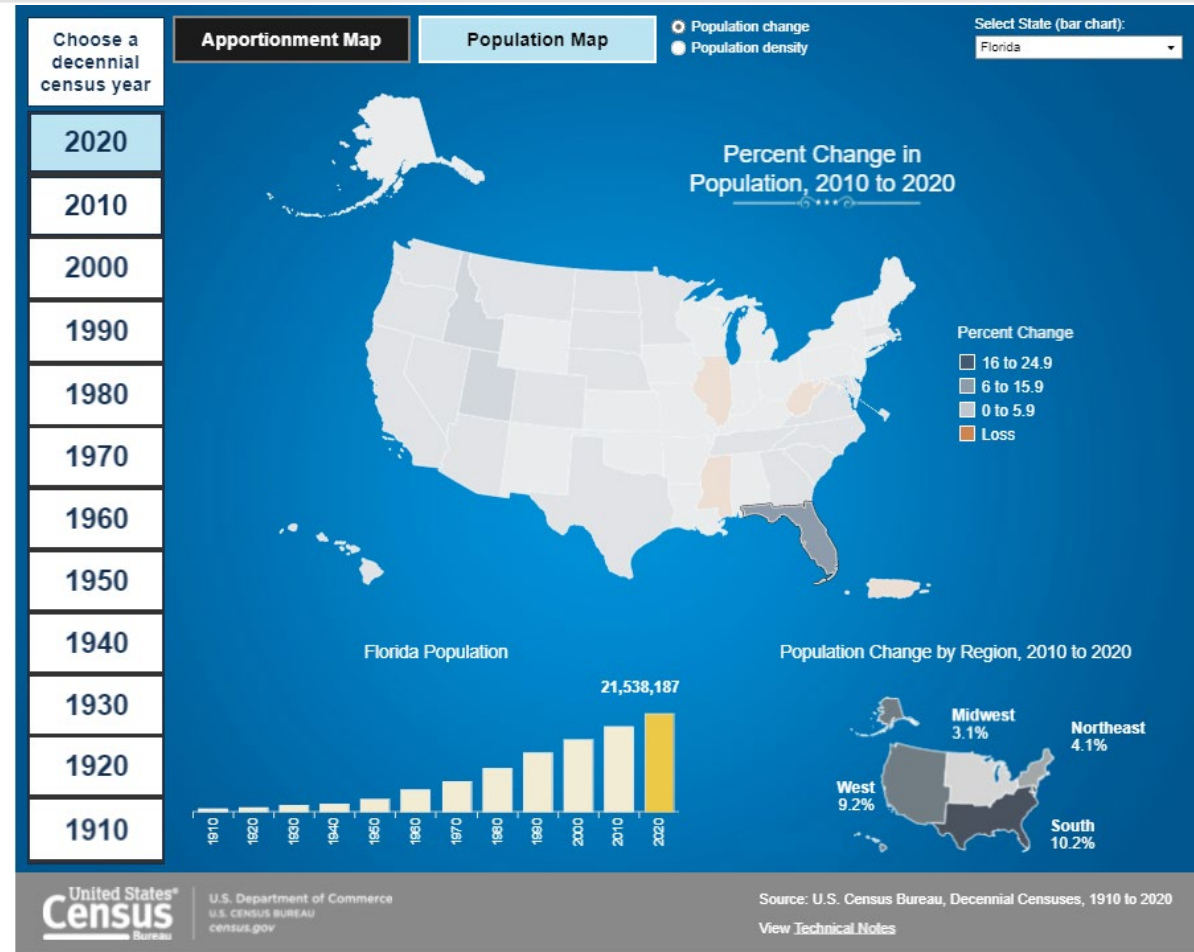 Choose a
decennial
census year
2020
2010
2000
1990
1980
1970
1960
1950
1940
1930
1920
1910
Apportionment Map
Population Map
Population change
Population density
Select State (bar chart):
Florida
Percent Change in
Population, 2010 to 2020
Percent Change
16 to 24.9
6 to 15.9
0 to 5.9
Loss
Florida Population
21,538,187
1910
1920
1930
1940
1950
1960
1970
1980
1990
2000
2010
2020
Population Change by Region, 2010 to 2020
Midwest
3.1%
Northeast
4.1%
West
9.2%
South
10.2%
United States®
Census
Bureau
U.S. Department of Commerce
U.S. CENSUS BUREAU
census.gov
Source: U.S. Census Bureau, Decennial Censuses, 1910 to 2020
View Technical Notes